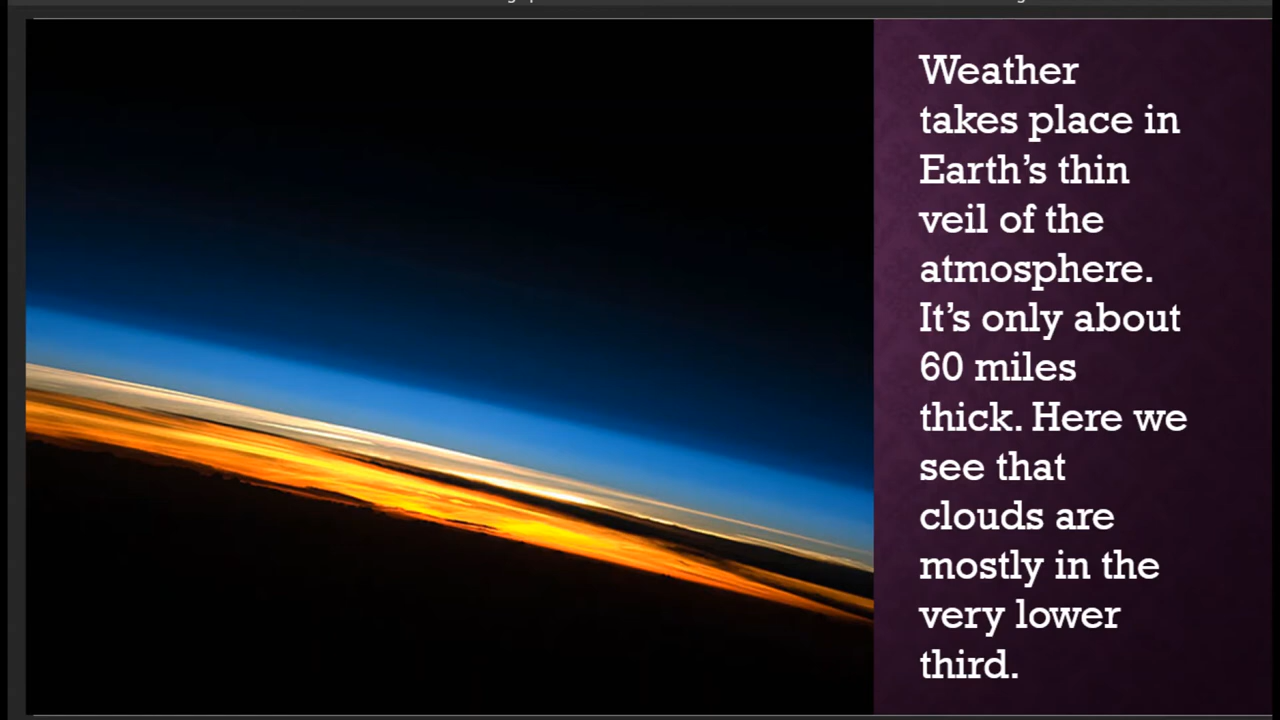 Weather
takes place in
Earth’s thin
veil of the
atmosphere.
It’s only about
60 miles
thick. Here we
see that
clouds are
mostly in the
very lower
third.